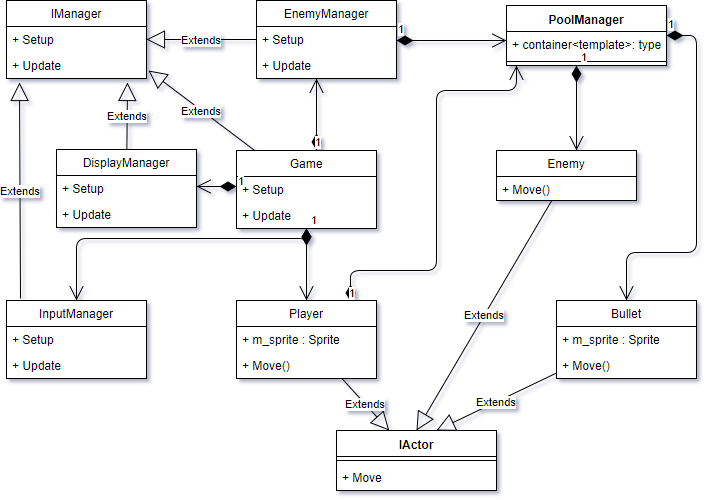 IManager
+ Setup
+ Update
EnemyManager
+ Setup
+ Update
PoolManager
+ container<template>: type
1
1
1
Extends
Extends
Extends
Extends
1
DisplayManager
+ Setup
+ Update
1
Game
+ Setup
+ Update
1
Enemy
+ Move()
InputManager
+ Setup
+ Update
1
Player
+ m_sprite : Sprite
+ Move()
Bullet
+ m_sprite : Sprite
+ Move()
Extends
Extends
Extends
IActor
+ Move